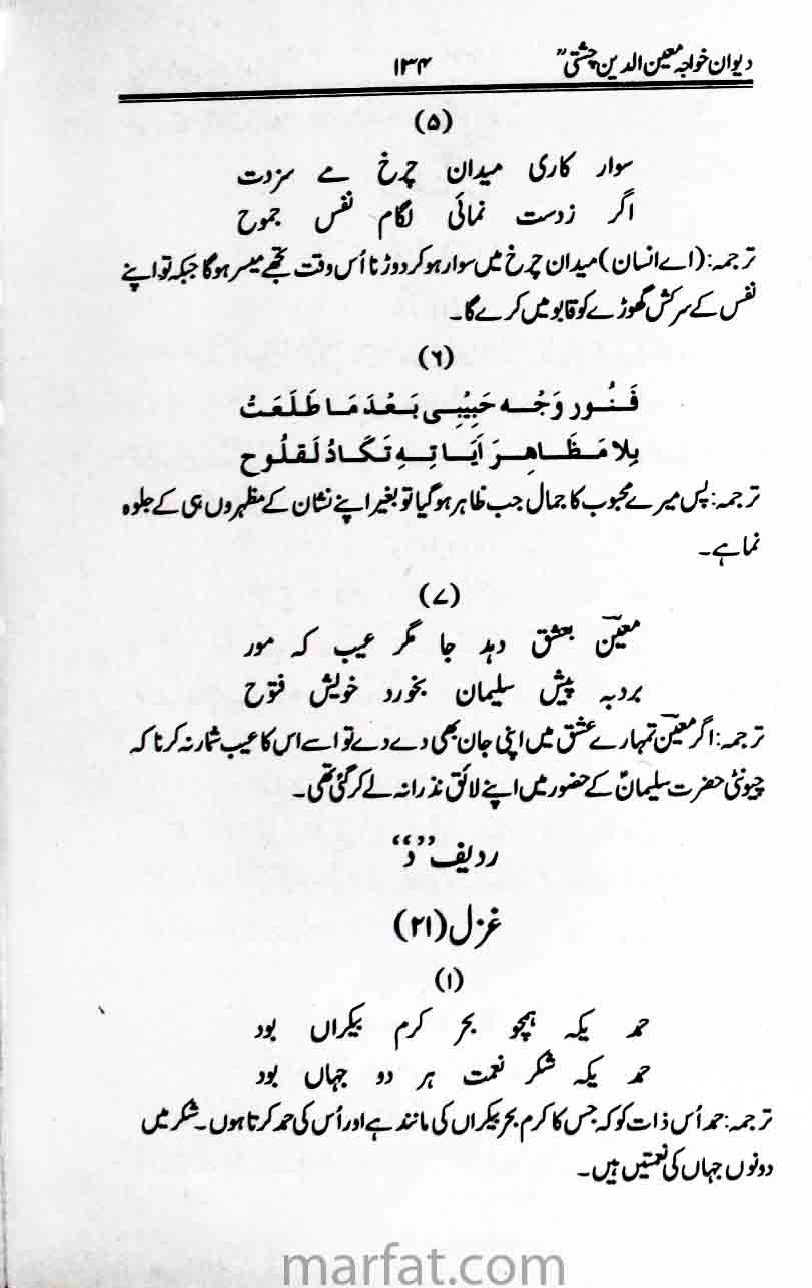 دیوان خواجہ معین الدین چشتیؒ ۱۳۴
(۵)
سوار کاری میدان چرخ مے سزدت
اگر زدست نمائی لگام نفس جموح
ترجمہ:(اے انسان)میدان چرخ میں سوار ہو کر دوڑنا اُس وقت تجھے میسر ہوگا جبکہ تو اپنے
نفس کے سرکش گھوڑے کو قابو میں کرے گا۔
(۶)
فَنُور وَجْہ حَبِیْبِی بَعْدَ مَا طَلَعَتْ
بِلا مَظَاهِرَ اَیَاتِہٖ تَکَادُ لَقلُوح
ترجمہ:پس میرے محبوب کا جمال جب ظاہر ہو گیا تو بغیر اپنے نشان کے مظہروں ہی کے جلوہ
نما ہے۔
(۷)
معینؔ بعشق دہد جا مگر عیب کہ مور
بردبہ پیش سلیمان بخورد خویش فتوح
ترجمہ:اگر معینؔ تمہارے عشق میں اپنی جان بھی دے دے تو اسے اس کا عیب شمار نہ کرنا کہ
چیونٹی حضرت سلیمانؑ کے حضور میں اپنے لائق نذرانہ لے کر گئی تھی۔
ردیف ”دُ“
غزل (۲۱)
(۱)
حمد یکہ ہمچو بحر کرم بیکراں بود
حمد یکہ شکر نعمت ہر دو جہاں بود
ترجمہ:حمد اُس ذات کو کہ جس کا کرم بحر بیکراں کی مانند ہے اور اُس کی حمد کرتا ہوں۔ شکر میں
دونوں جہاں کی نعمتیں ہیں۔
marfat.com